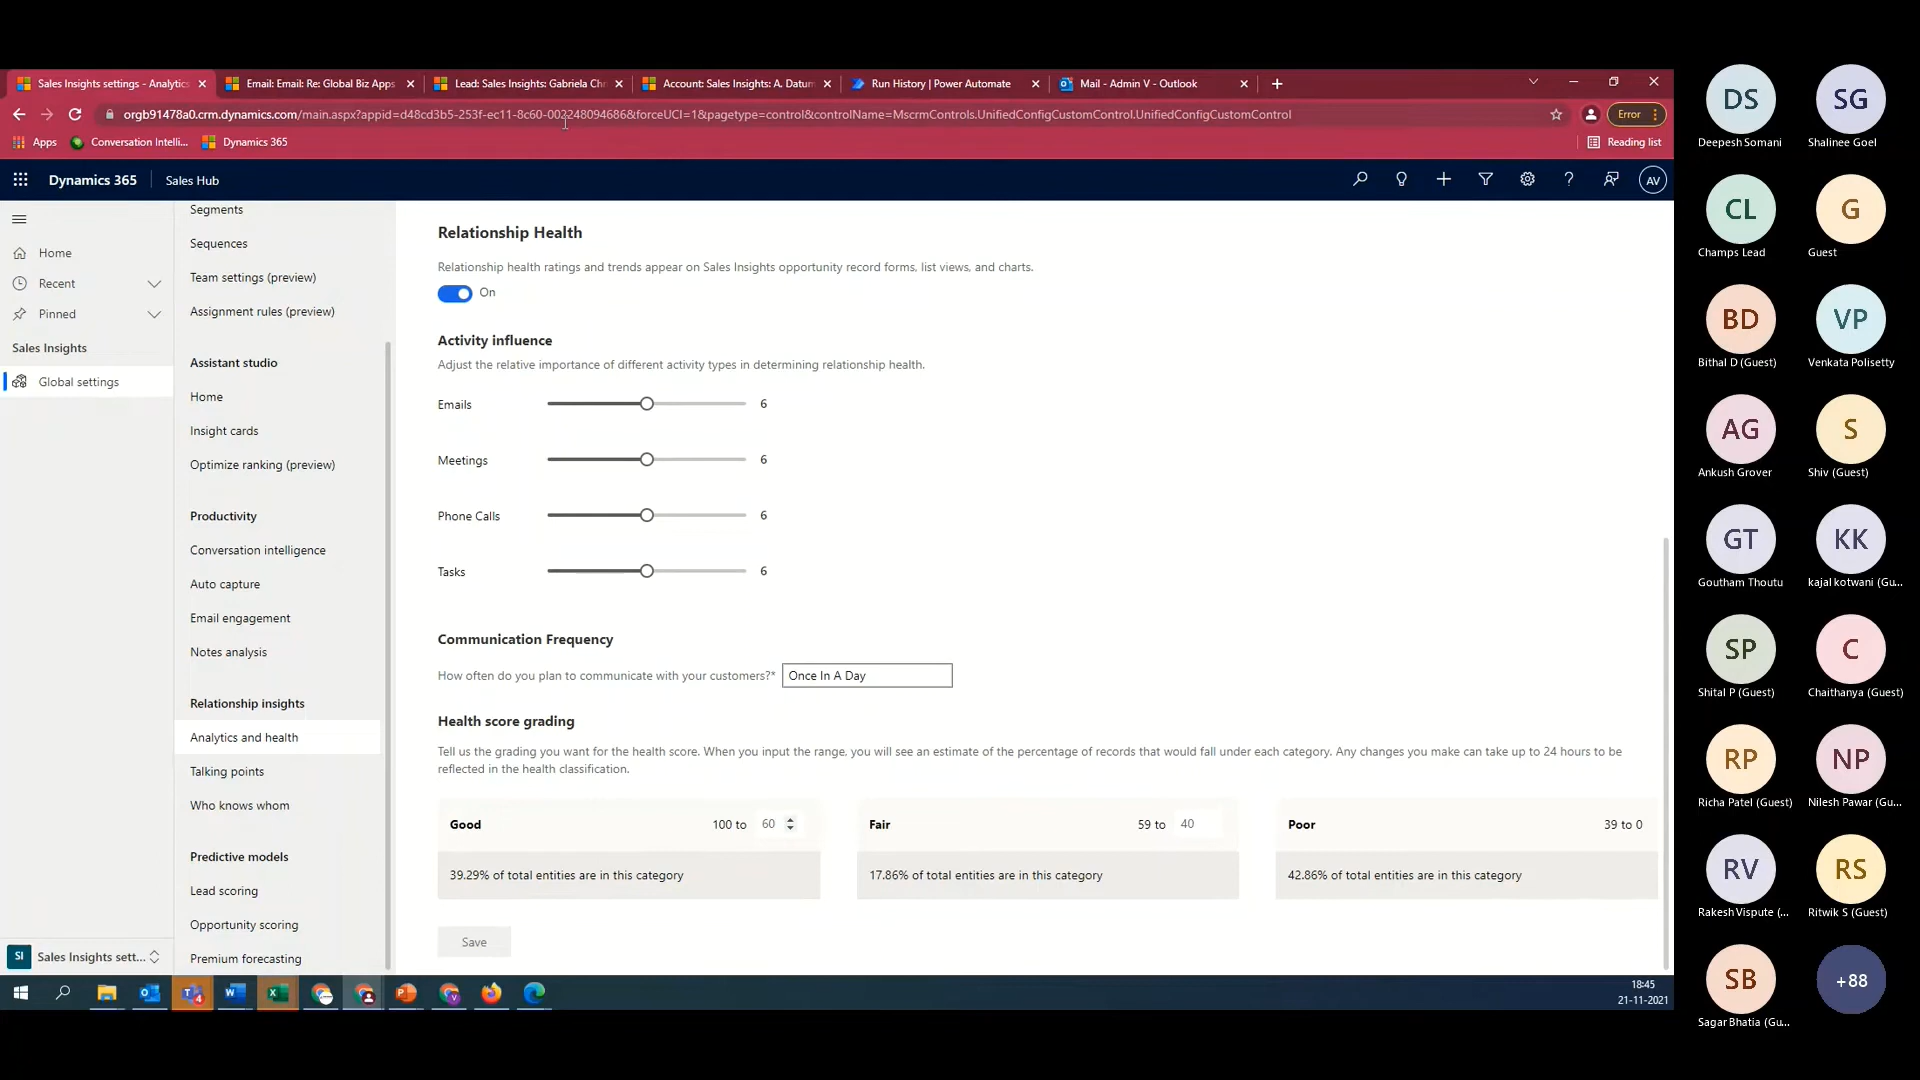 Sales Insights settings - Analytics
Email: Email: Re: Global Biz Apps
Lead: Sales Insights: Gabriela Chr
Account: Sales Insights: A. Datum
Run History | Power Automate
Mail - Admin V - Outlook
orgb91478a0.crm.dynamics.com/main.aspx?appid=d48cd3b5-253f-ec11-8c60-002248094686&forceUCI=1&pagetype=control&controlName=MscrmControls.UnifiedConfigCustomControl.UnifiedConfigCustomControl
Error
Apps
Conversation Intelli...
Dynamics 365
Reading list
Dynamics 365
Sales Hub
AV
Home
Recent
Pinned
Sales Insights
Global settings
SI
Sales Insights sett...
Segments
Sequences
Team settings (preview)
Assignment rules (preview)
Assistant studio
Home
Insight cards
Optimize ranking (preview)
Productivity
Conversation intelligence
Auto capture
Email engagement
Notes analysis
Relationship insights
Analytics and health
Talking points
Who knows whom
Predictive models
Lead scoring
Opportunity scoring
Premium forecasting
Relationship Health
Relationship health ratings and trends appear on Sales Insights opportunity record forms, list views, and charts.
On
Activity influence
Adjust the relative importance of different activity types in determining relationship health.
Emails 6
Meetings 6
Phone Calls 6
Tasks 6
Communication Frequency
How often do you plan to communicate with your customers?* Once In A Day
Health score grading
Tell us the grading you want for the health score. When you input the range, you will see an estimate of the percentage of records that would fall under each category. Any changes you make can take up to 24 hours to be
reflected in the health classification.
Good 100 to 60
39.29% of total entities are in this category
Fair 59 to 40
17.86% of total entities are in this category
Poor 39 to 0
42.86% of total entities are in this category
Save
4
18:45
21-11-2021
DS SG
Deepesh Somani Shalinee Goel
CL G
Champs Lead Guest
BD VP
Bithal D (Guest) Venkata Polisetty
AG S
Ankush Grover Shiv (Guest)
GT KK
Goutham Thoutu kajal kotwani (Gu...
SP C
Shital P (Guest) Chaithanya (Guest)
RP NP
Richa Patel (Guest) Nilesh Pawar (Gu...
RV RS
Rakesh Vispute (... Ritwik S (Guest)
SB +88
Sagar Bhatia (Gu...